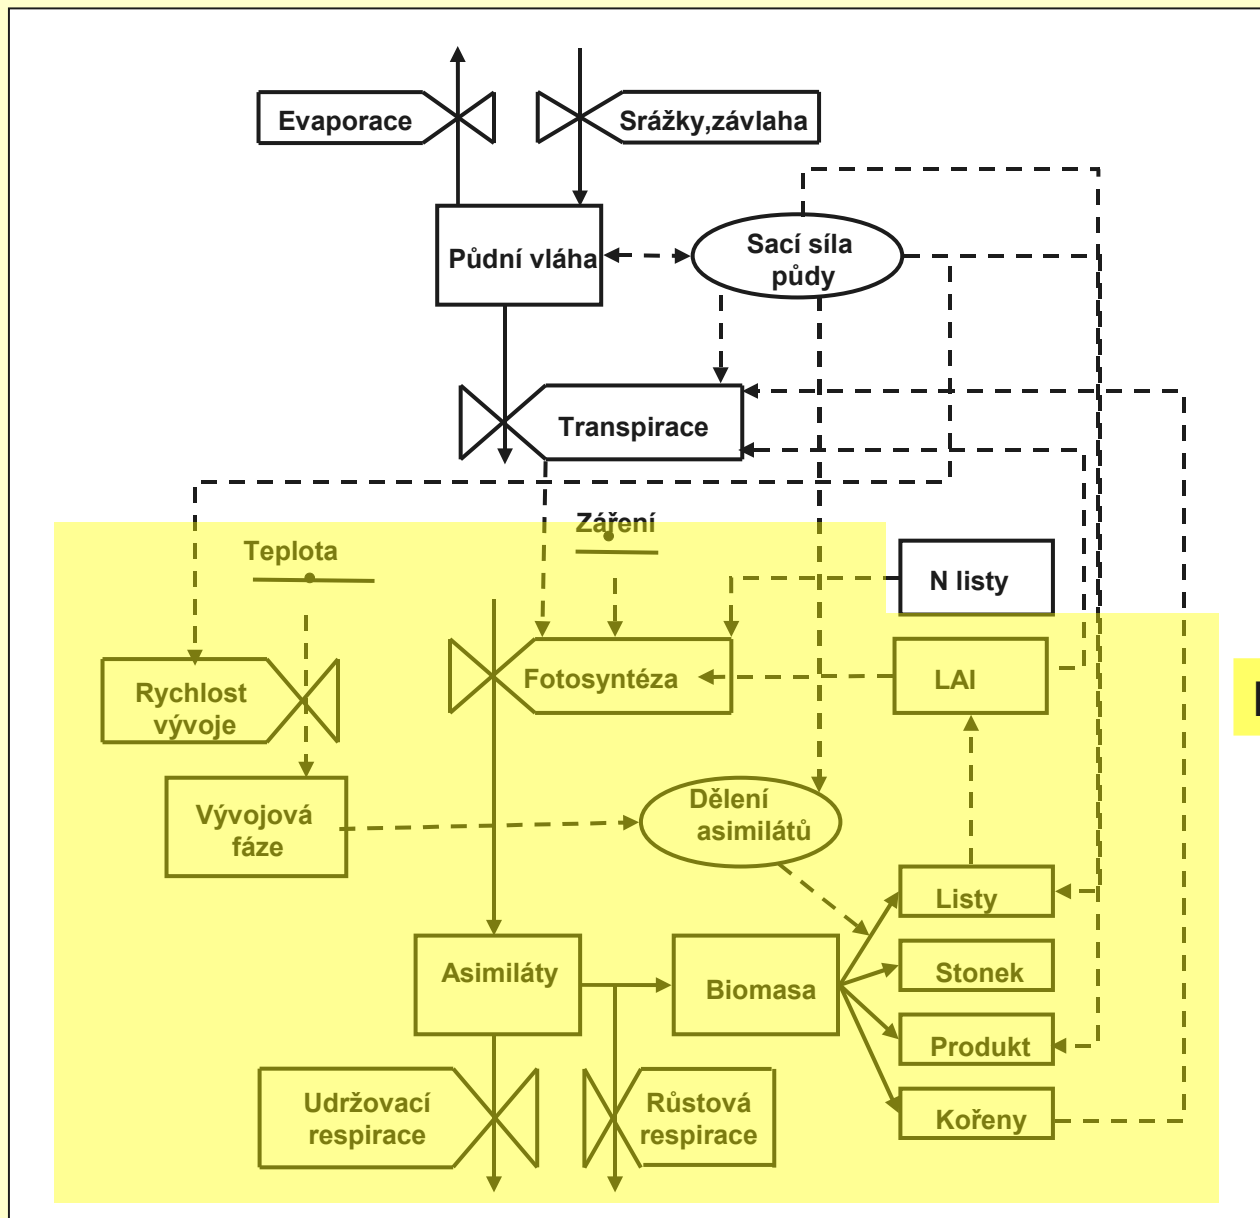 Evaporace
Srážky,závlaha
Půdní vláha
Sací síla
půdy
Transpirace
Záření
Teplota
N listy
Fotosyntéza
LAI
Rychlost
vývoje
Vývojová
fáze
Dělení
asimilátů
Listy
Asimiláty
Biomasa
Stonek
Produkt
Kořeny
Udržovací
respirace
Růstová
respirace